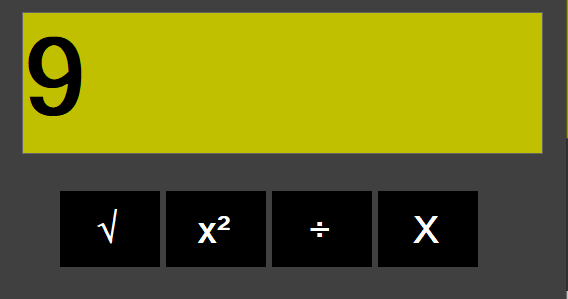 9
√ x² ÷ X